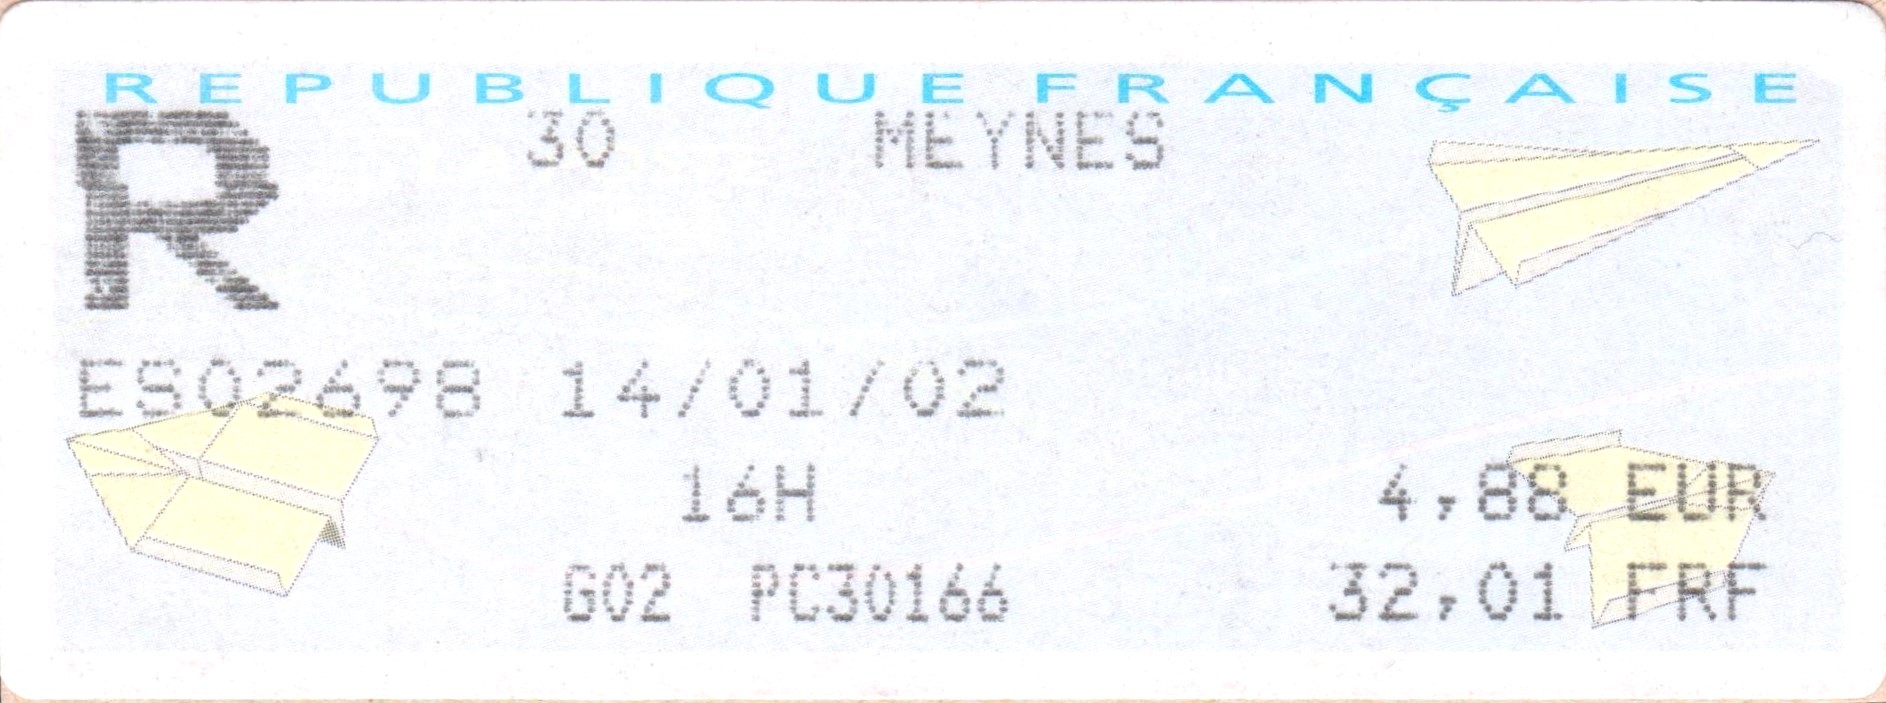 REPUBLIQUE FRANÇAISE
R
30 MEYNES
ES02698 14/01/02
16H 4,88 EUR
G02 PC30166 32,01 FRF